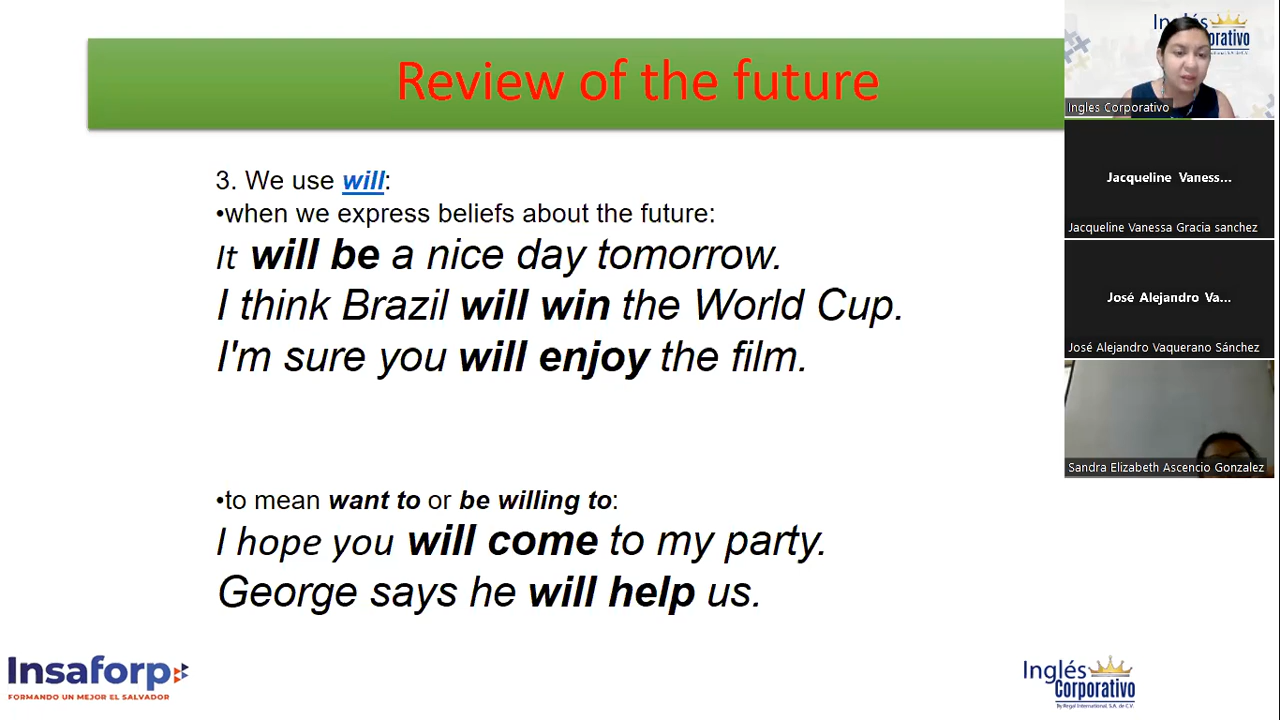 Review of the future
3. We use will:
•when we express beliefs about the future:
It will be a nice day tomorrow.
I think Brazil will win the World Cup.
I'm sure you will enjoy the film.
•to mean want to or be willing to:
I hope you will come to my party.
George says he will help us.
Insaforp
FORMANDO UN MEJOR EL SALVADOR
Inglés
Corporativo
By Regal International, S.A. de C.V.
Ingles Corporativo
Jacqueline Vaness...
Jacqueline Vanessa Gracia sanchez
José Alejandro Va...
José Alejandro Vaquerano Sánchez
Sandra Elizabeth Ascencio Gonzalez